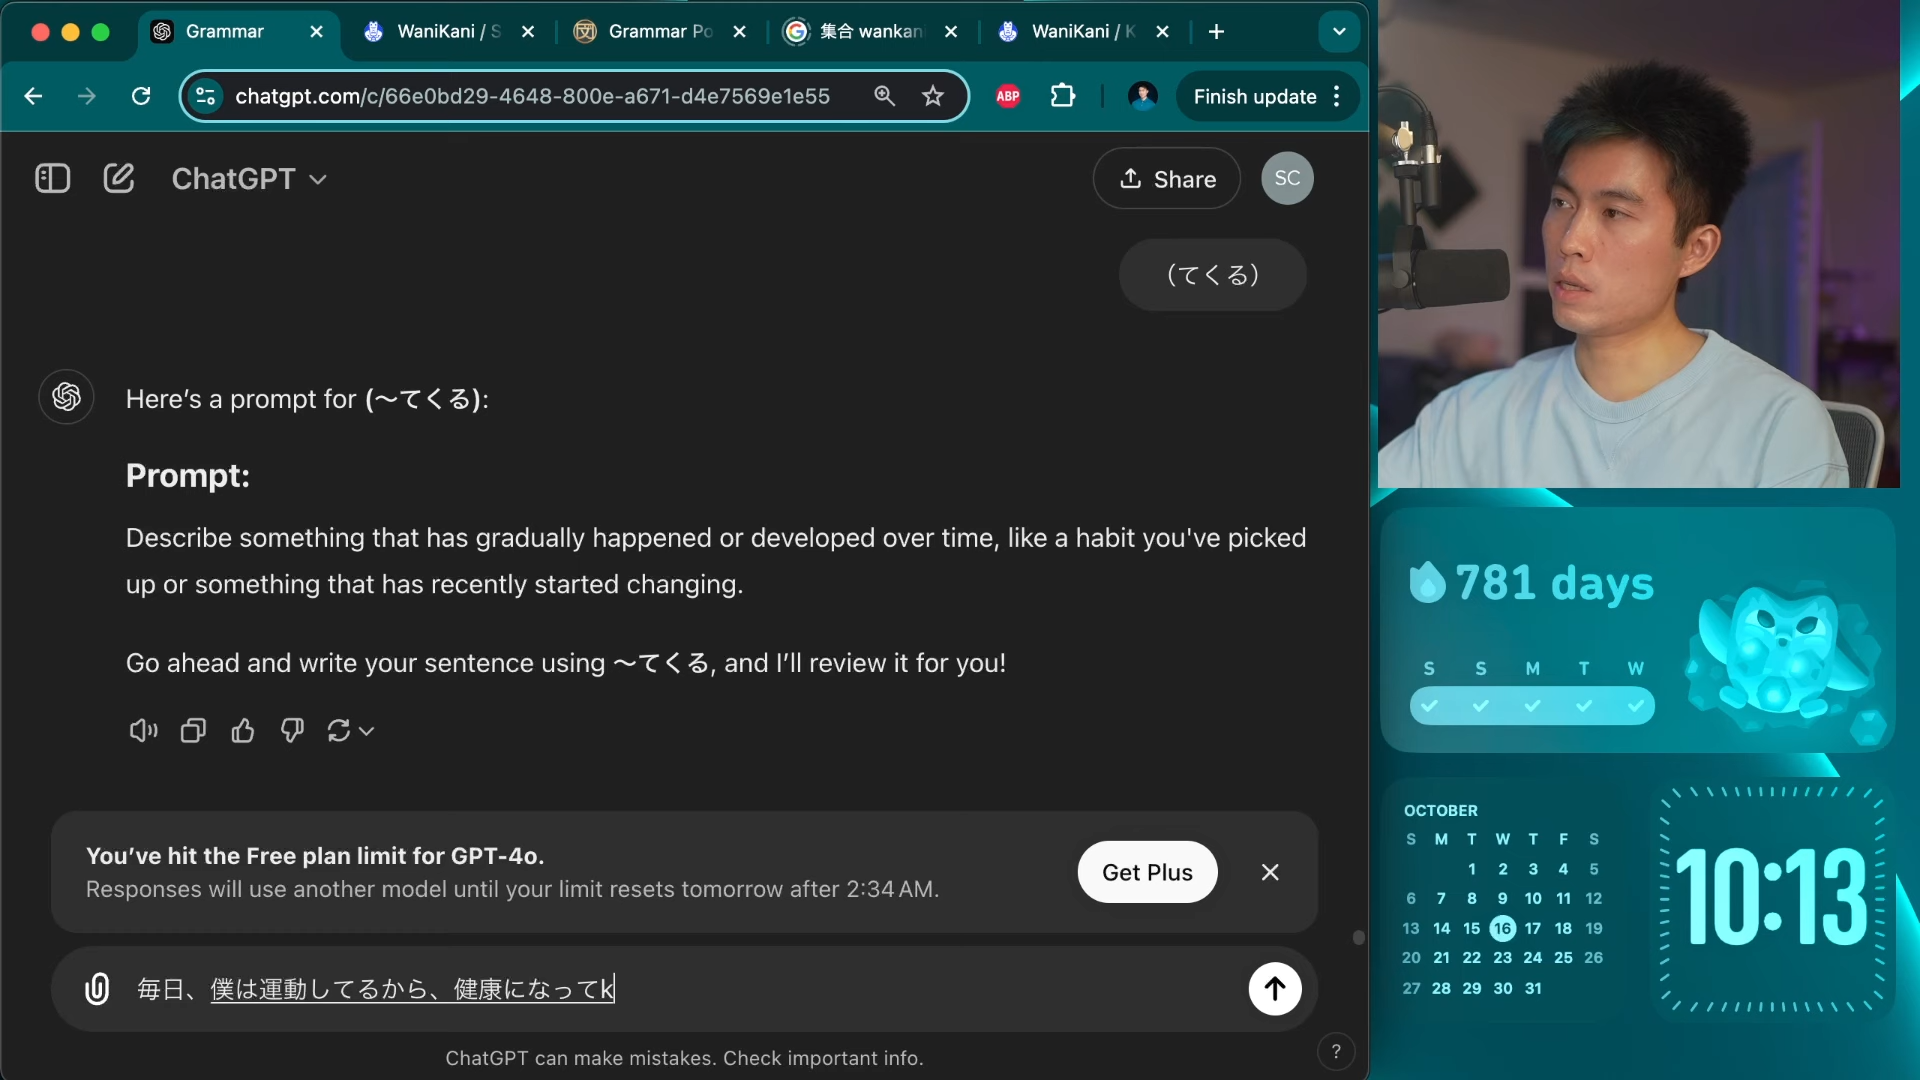 Grammar
WaniKani / S
Grammar Po
集合 wankan
WaniKani / K
chatgpt.com/c/66e0bd29-4648-800e-a671-d4e7569e1e55
ABP
Finish update
ChatGPT
Share
SC
（てくる）
Here’s a prompt for (〜てくる):
Prompt:
Describe something that has gradually happened or developed over time, like a habit you've picked
up or something that has recently started changing.
Go ahead and write your sentence using 〜てくる, and I’ll review it for you!
You’ve hit the Free plan limit for GPT-4o.
Responses will use another model until your limit resets tomorrow after 2:34 AM.
Get Plus
毎日、僕は運動してるから、健康になってk
ChatGPT can make mistakes. Check important info.
?
781 days
S S M T W
OCTOBER
S M T W T F S
1 2 3 4 5
6 7 8 9 10 11 12
13 14 15 16 17 18 19
20 21 22 23 24 25 26
27 28 29 30 31
10:13